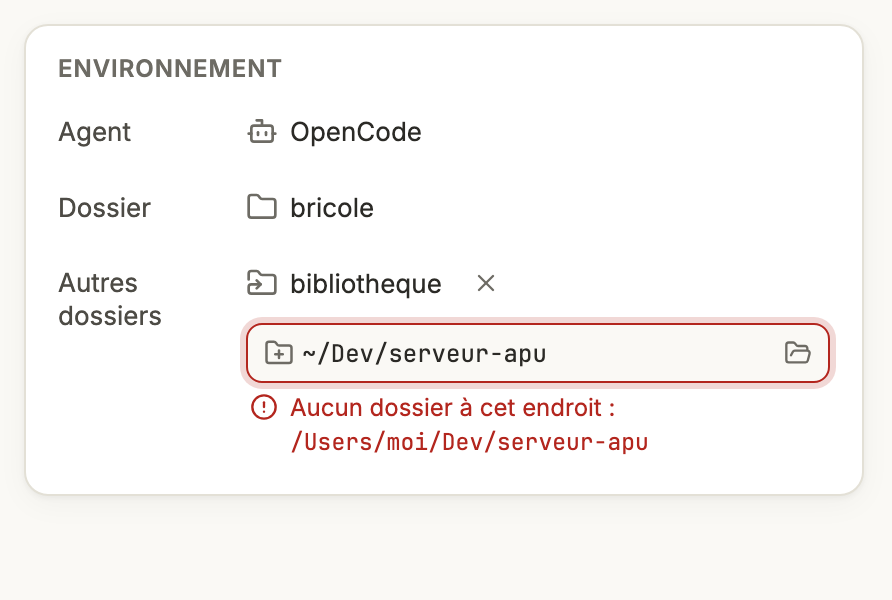 ENVIRONNEMENT
Agent
OpenCode
Dossier
bricole
Autres
dossiers
bibliotheque
~/Dev/serveur-apu
Aucun dossier à cet endroit :
/Users/moi/Dev/serveur-apu